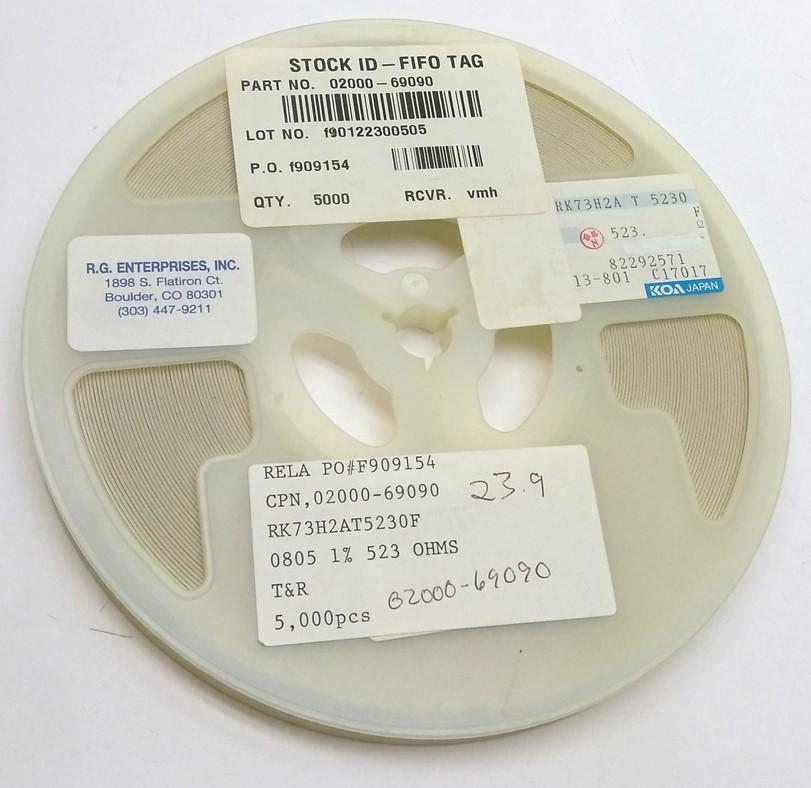 STOCK ID – FIFO TAG
PART NO. 02000-69090
LOT NO. f90122300505
P.O. f909154
QTY. 5000 RCVR. vmh
RK73H2A T 5230
F
523. Ω
82292571
13-801 C17017
KOA JAPAN
R.G. ENTERPRISES, INC.
1898 S. Flatiron Ct.
Boulder, CO 80301
(303) 447-9211
RELA PO#F909154
CPN,02000-69090 23.9
RK73H2AT5230F
0805 1% 523 OHMS
T&R
02000-69090
5,000pcs